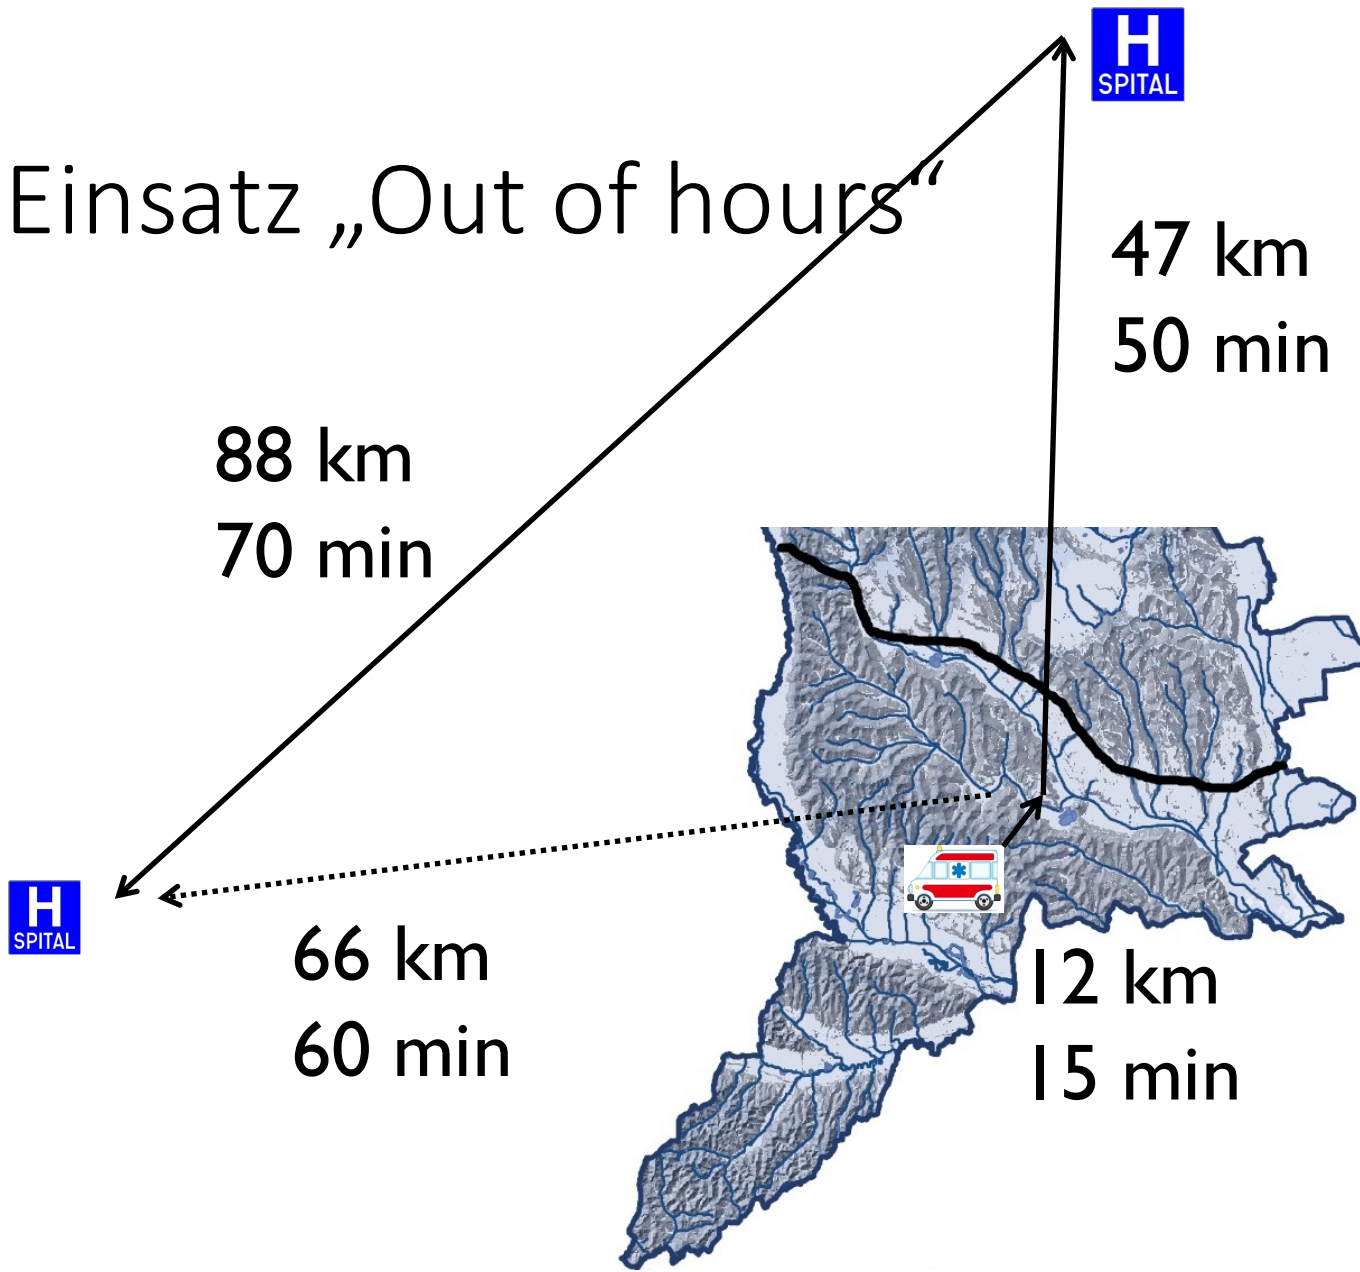 H
SPITAL
Einsatz „Out of hours“
47 km
50 min
88 km
70 min
H
SPITAL
66 km
60 min
12 km
15 min